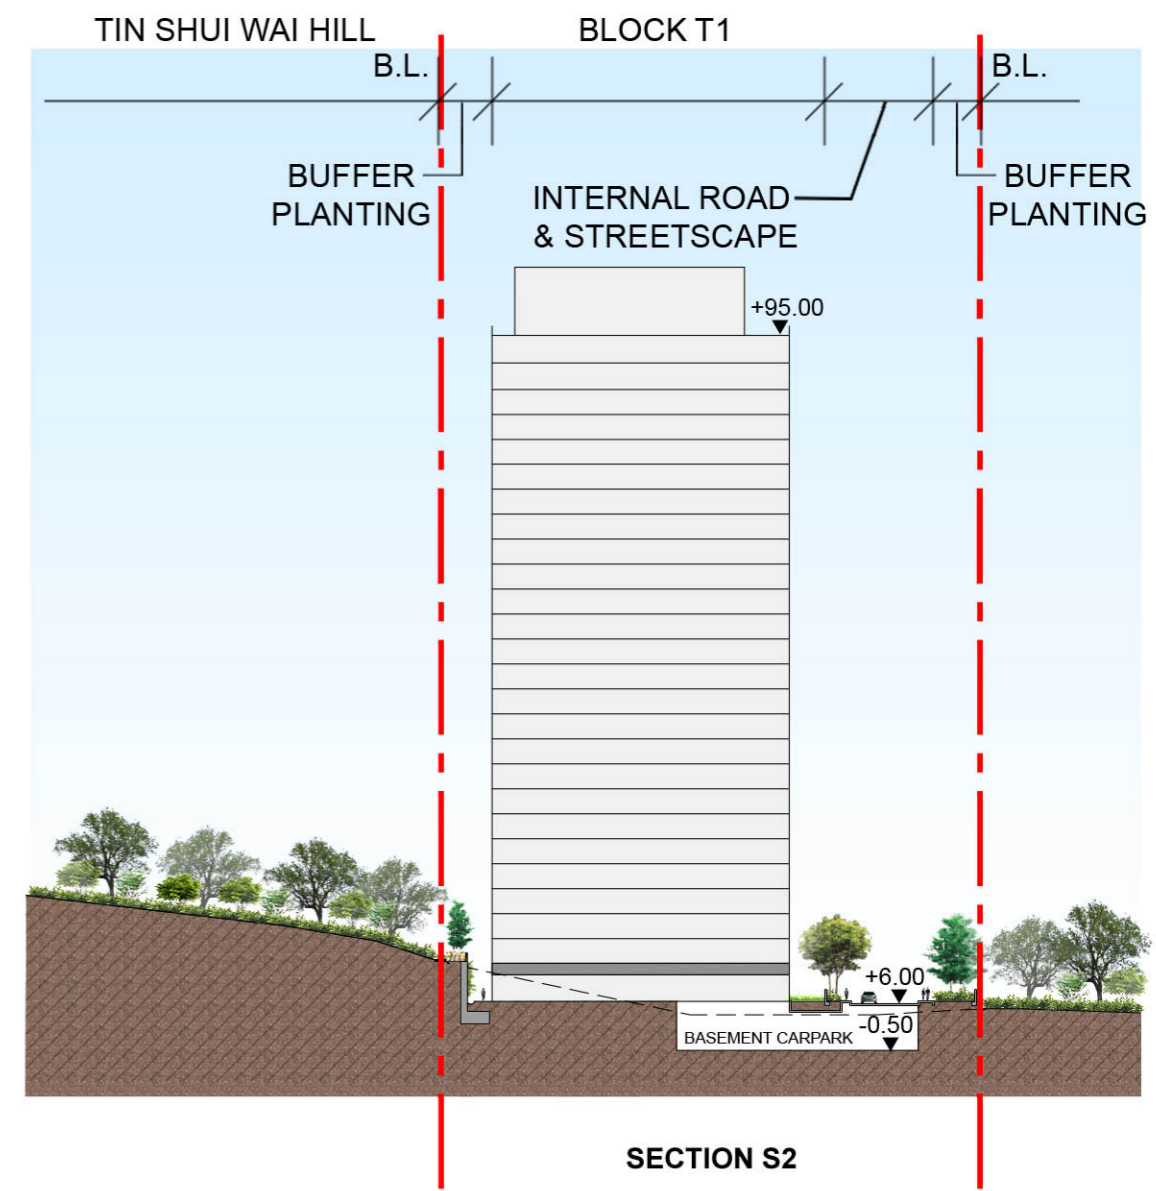 TIN SHUI WAI HILL
BLOCK T1
B.L.
B.L.
BUFFER
PLANTING
INTERNAL ROAD
& STREETSCAPE
BUFFER
PLANTING
+95.00
+6.00
-0.50
BASEMENT CARPARK
SECTION S2